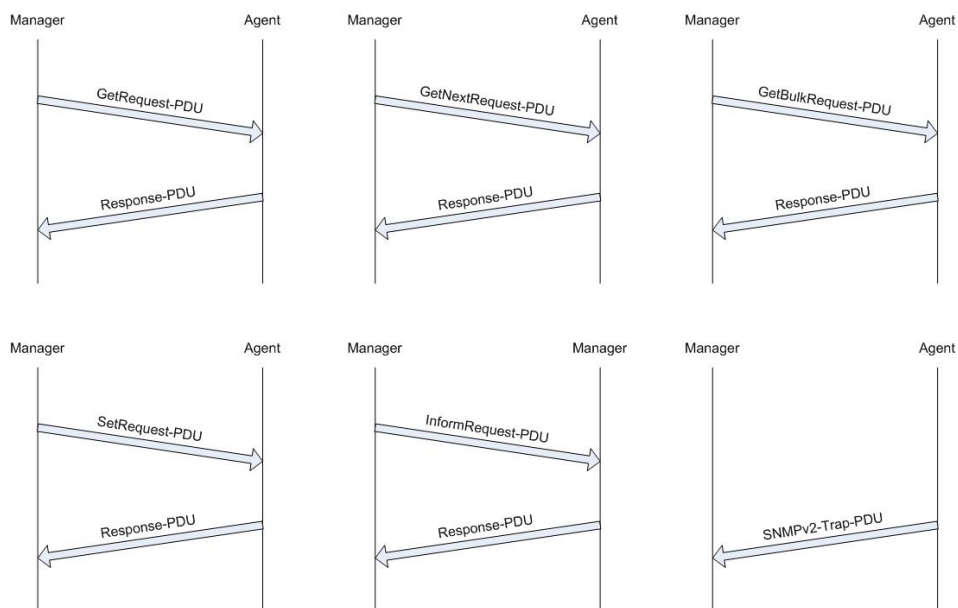 Manager Agent Manager Agent Manager Agent
GetRequest-PDU GetNextRequest-PDU GetBulkRequest-PDU
Response-PDU Response-PDU Response-PDU
Manager Agent Manager Manager Manager Agent
SetRequest-PDU InformRequest-PDU
Response-PDU Response-PDU SNMPv2-Trap-PDU